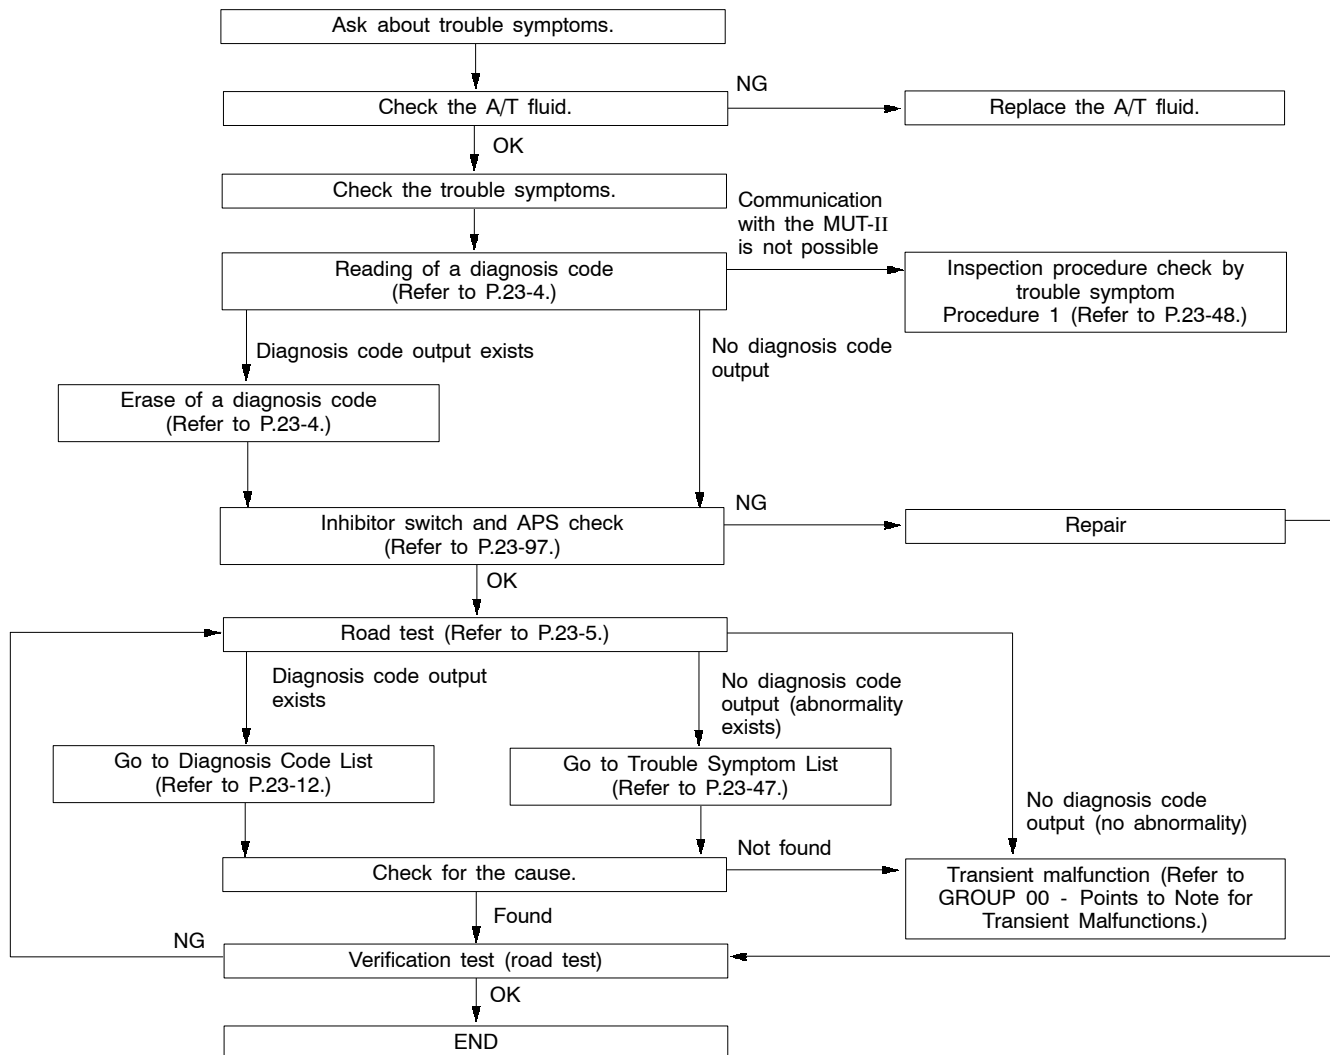 Ask about trouble symptoms.
NG
Check the A/T fluid.
Replace the A/T fluid.
OK
Check the trouble symptoms.
Communication
with the MUT-II
is not possible
Reading of a diagnosis code
(Refer to P.23-4.)
Inspection procedure check by
trouble symptom
Procedure 1 (Refer to P.23-48.)
Diagnosis code output exists
No diagnosis code
output
Erase of a diagnosis code
(Refer to P.23-4.)
NG
Inhibitor switch and APS check
(Refer to P.23-97.)
Repair
OK
Road test (Refer to P.23-5.)
Diagnosis code output
exists
No diagnosis code
output (abnormality
exists)
Go to Diagnosis Code List
(Refer to P.23-12.)
Go to Trouble Symptom List
(Refer to P.23-47.)
No diagnosis code
output (no abnormality)
Not found
Check for the cause.
Transient malfunction (Refer to
GROUP 00 - Points to Note for
Transient Malfunctions.)
Found
NG
Verification test (road test)
OK
END